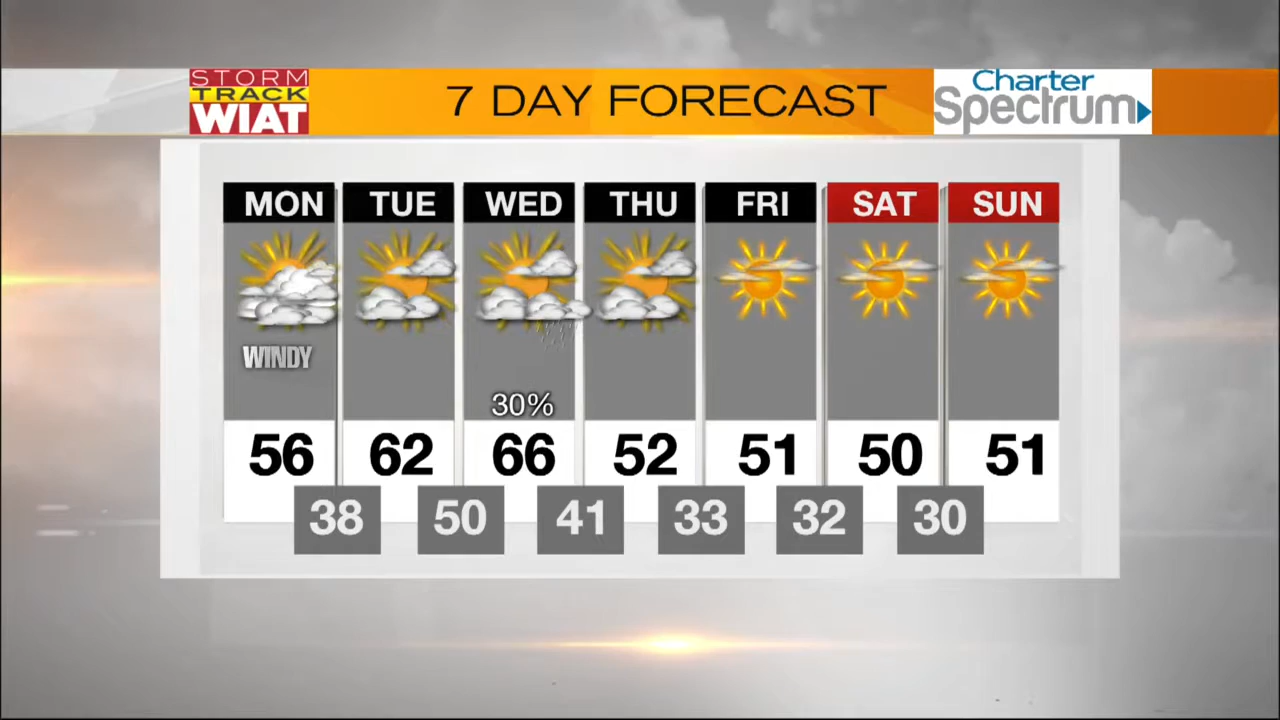 STORM
TRACK
WIAT
7 DAY FORECAST
Charter
Spectrum
MON TUE WED THU FRI SAT SUN
WINDY
30%
56 62 66 52 51 50 51
38 50 41 33 32 30